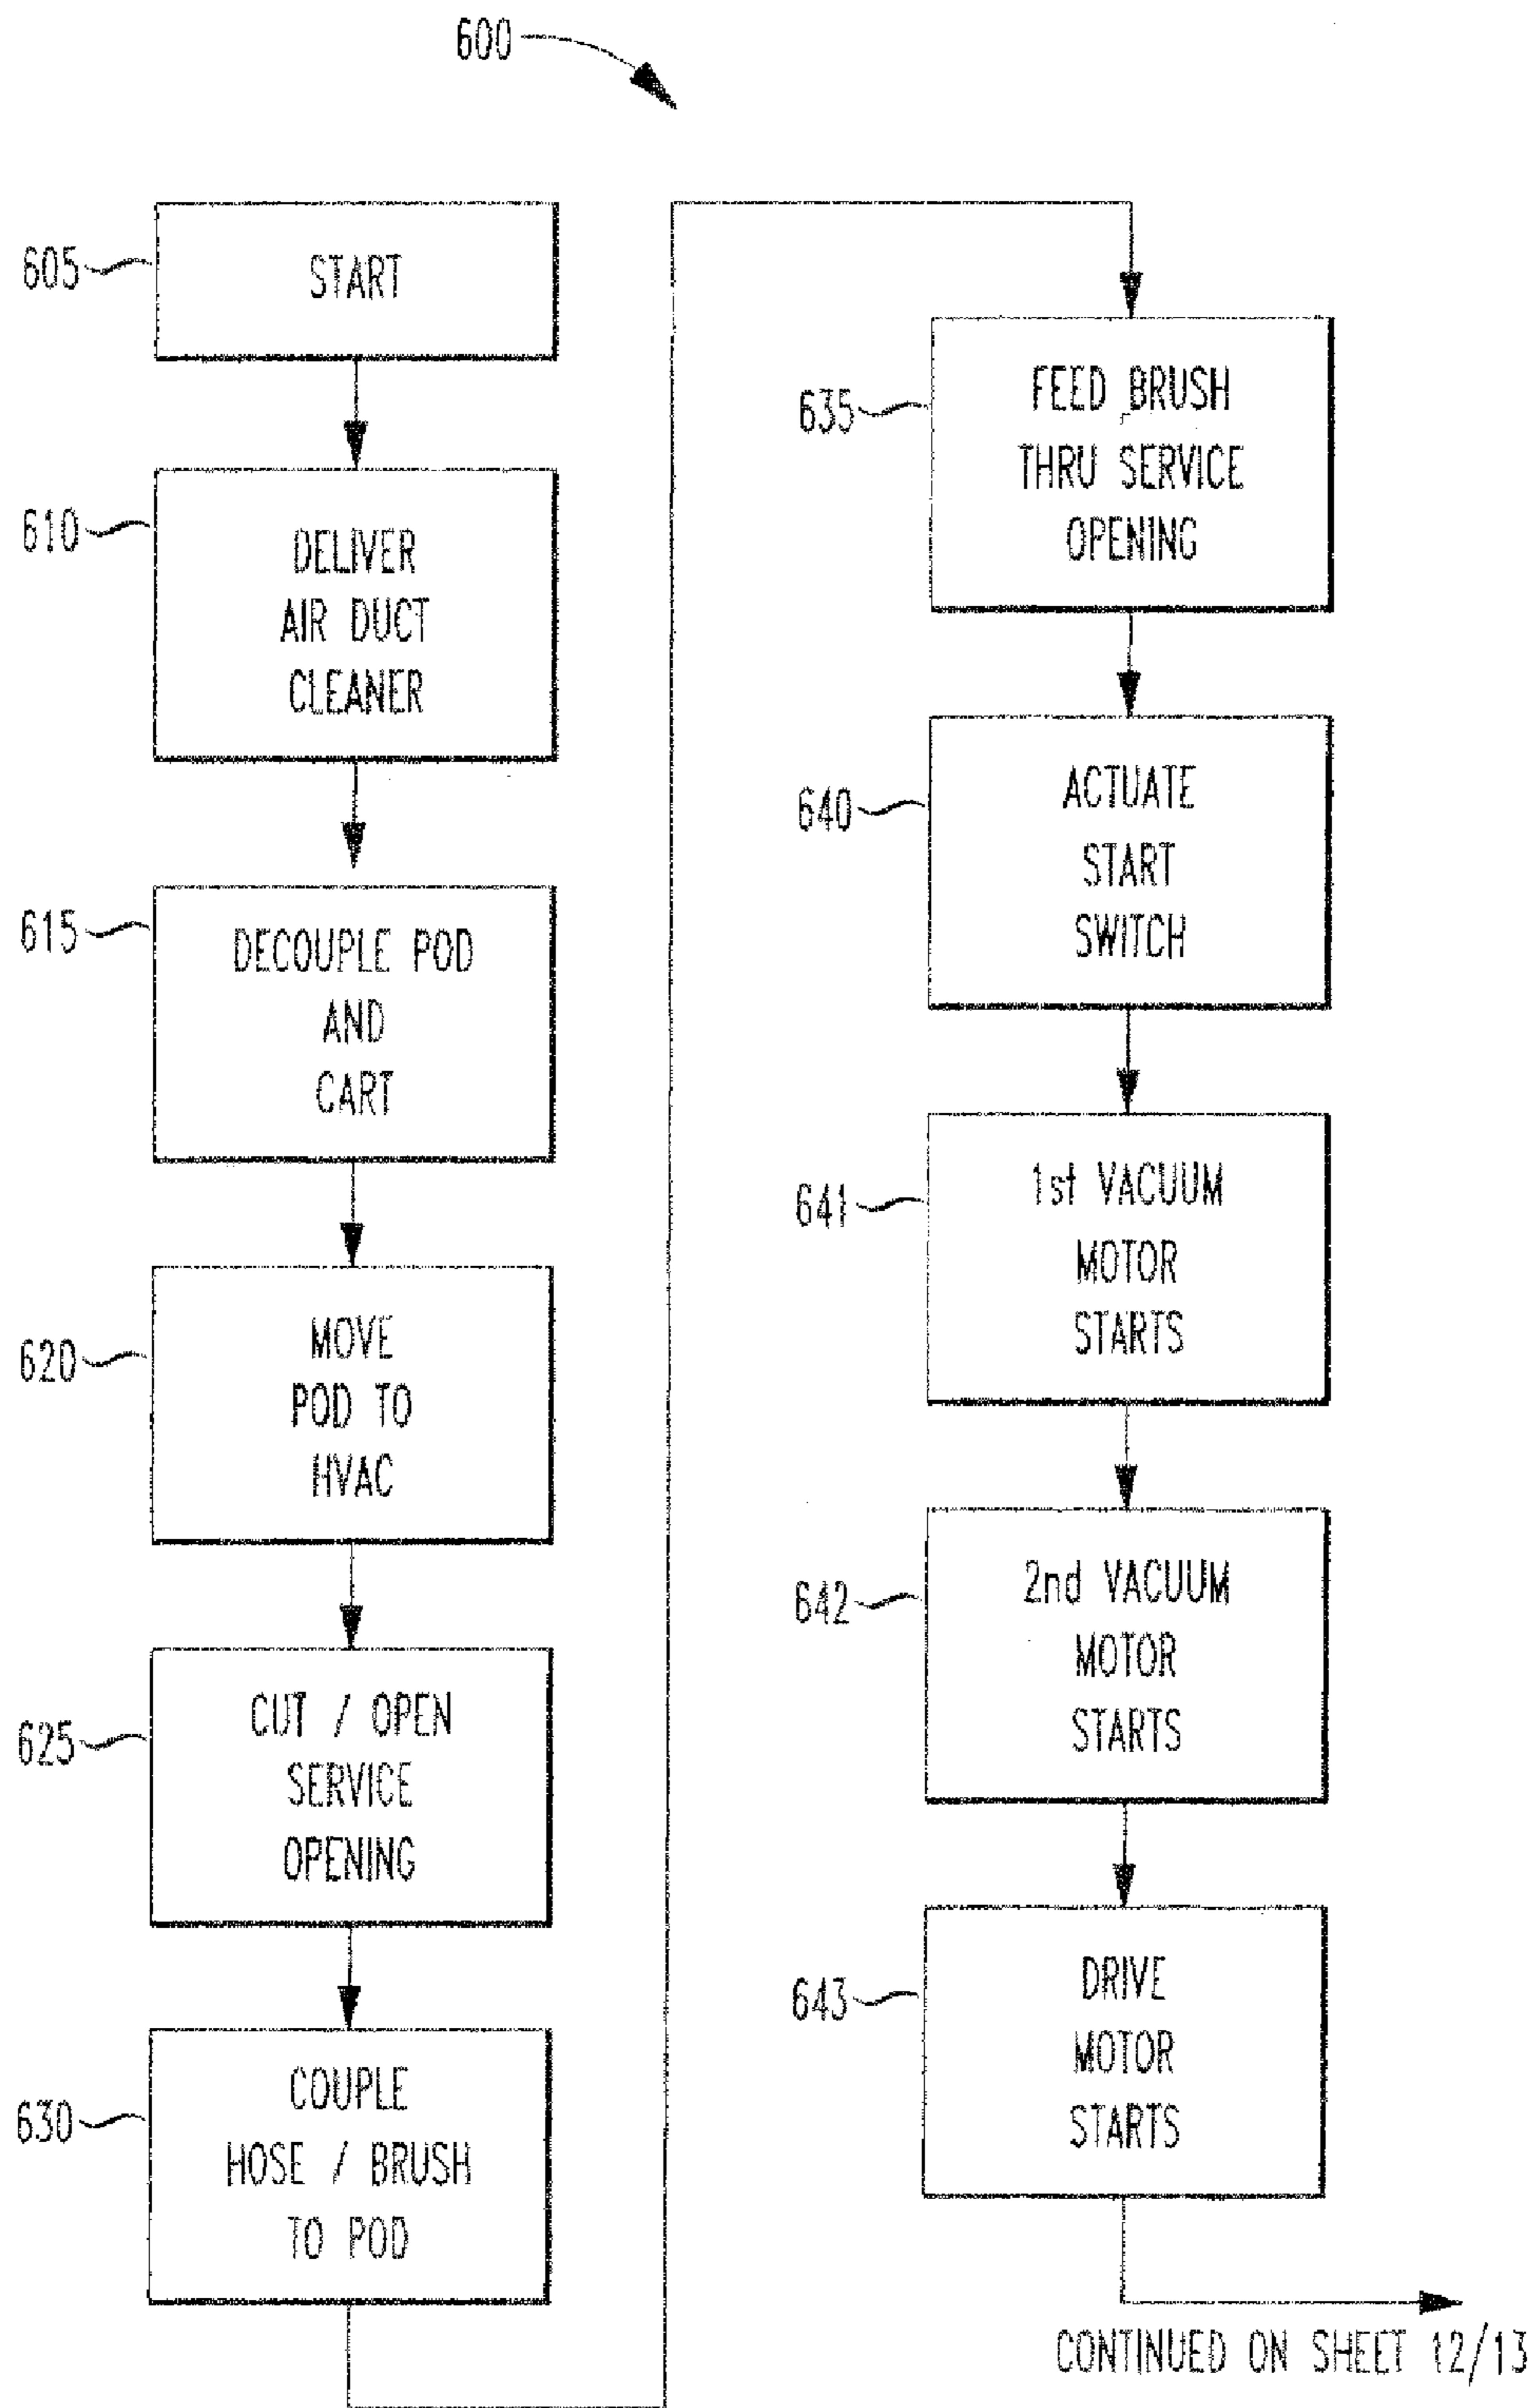 600
605
START
610
DELIVER
AIR DUCT
CLEANER
615
DECOUPLE POD
AND
CART
620
MOVE
POD TO
HVAC
625
CUT / OPEN
SERVICE
OPENING
630
COUPLE
HOSE / BRUSH
TO POD
635
FEED BRUSH
THRU SERVICE
OPENING
640
ACTUATE
START
SWITCH
641
1st VACUUM
MOTOR
STARTS
642
2nd VACUUM
MOTOR
STARTS
643
DRIVE
MOTOR
STARTS
CONTINUED ON SHEET 12/13